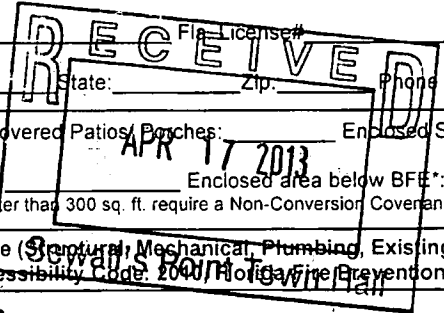 Fla. License#
RECEIVED
State: Zip: Phone
overed Patios/ Porches: Enclosed S
APR 17 2013
Enclosed area below BFE*:
ter than 300 sq. ft. require a Non-Conversion Covenan
e (Structural, Mechanical, Plumbing, Existing
Sewall's Point Town Hall
essibility Code: 2010, Florida Fire Prevention